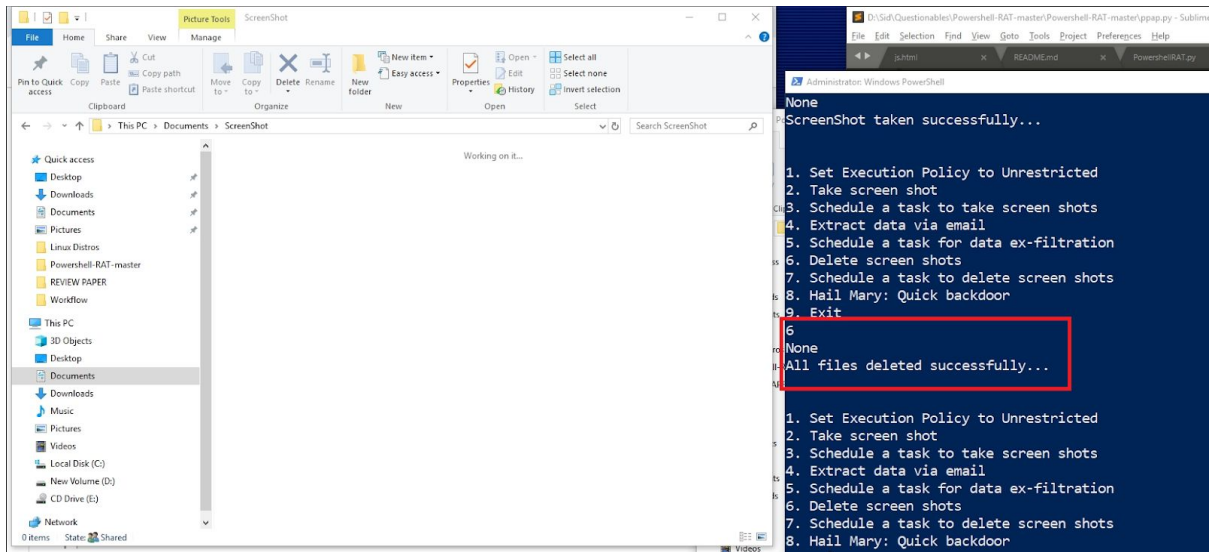 Picture Tools ScreenShot
File Home Share View Manage
Pin to Quick access
Copy
Paste
Cut
Copy path
Paste shortcut
Clipboard
Move to
Copy to
Delete
Rename
Organize
New folder
New item
Easy access
New
Properties
Open
Edit
History
Open
Select all
Select none
Invert selection
Select
This PC > Documents > ScreenShot
Search ScreenShot
Working on it...
Quick access
Desktop
Downloads
Documents
Pictures
Linux Distros
Powershell-RAT-master
REVIEW PAPER
Workflow
This PC
3D Objects
Desktop
Documents
Downloads
Music
Pictures
Videos
Local Disk (C:)
New Volume (D:)
CD Drive (E:)
Network
0 items State: Shared
Videos
D:\Sid\Questionables\Powershell-RAT-master\Powershell-RAT-master\ppap.py - Sublime
File Edit Selection Find View Goto Tools Project Preferences Help
js.html README.md PowershellRAT.py
Administrator: Windows PowerShell
None
ScreenShot taken successfully...
1. Set Execution Policy to Unrestricted
2. Take screen shot
3. Schedule a task to take screen shots
4. Extract data via email
5. Schedule a task for data ex-filtration
6. Delete screen shots
7. Schedule a task to delete screen shots
8. Hail Mary: Quick backdoor
9. Exit
6
None
All files deleted successfully...
1. Set Execution Policy to Unrestricted
2. Take screen shot
3. Schedule a task to take screen shots
4. Extract data via email
5. Schedule a task for data ex-filtration
6. Delete screen shots
7. Schedule a task to delete screen shots
8. Hail Mary: Quick backdoor